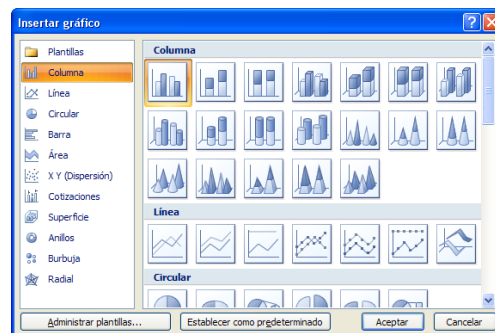 Insertar gráfico
Plantillas
Columna
Línea
Circular
Barra
Área
X Y (Dispersión)
Cotizaciones
Superficie
Anillos
Burbuja
Radial
Columna
Línea
Circular
Administrar plantillas...
Establecer como predeterminado
Aceptar
Cancelar